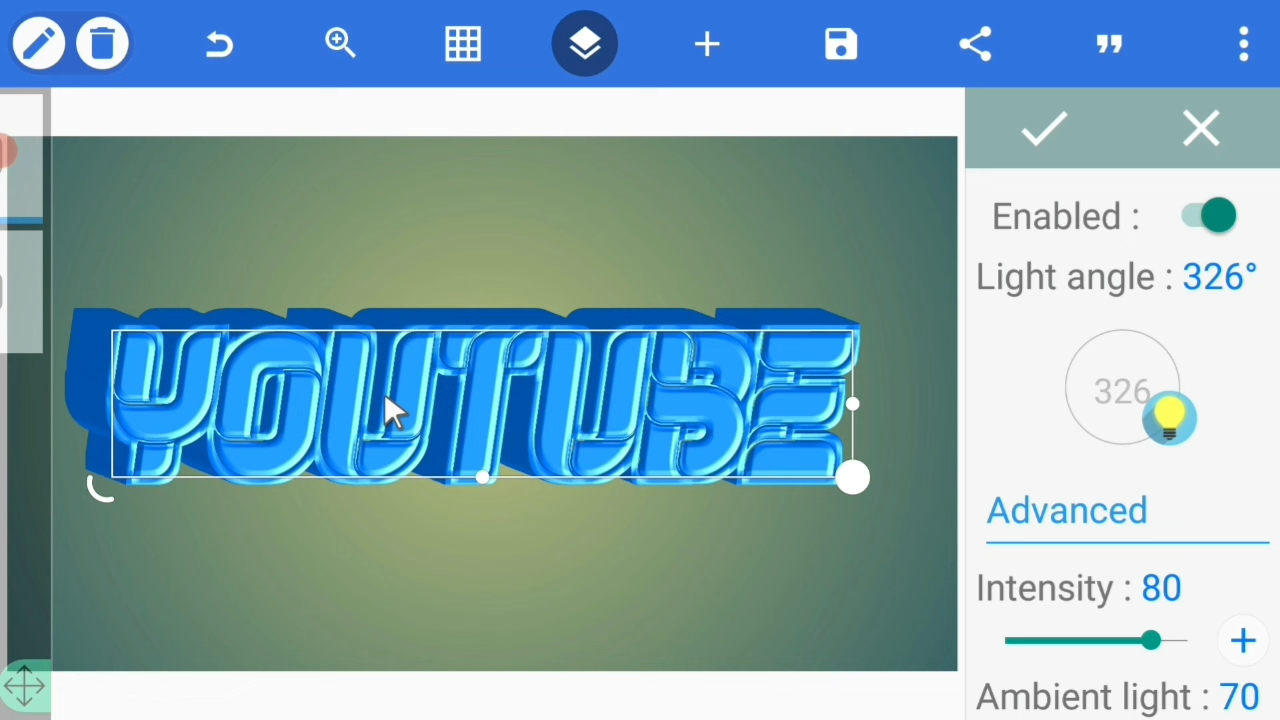 Enabled :
Light angle : 326°
YOUTUBE
326
Advanced
Intensity : 80
Ambient light : 70